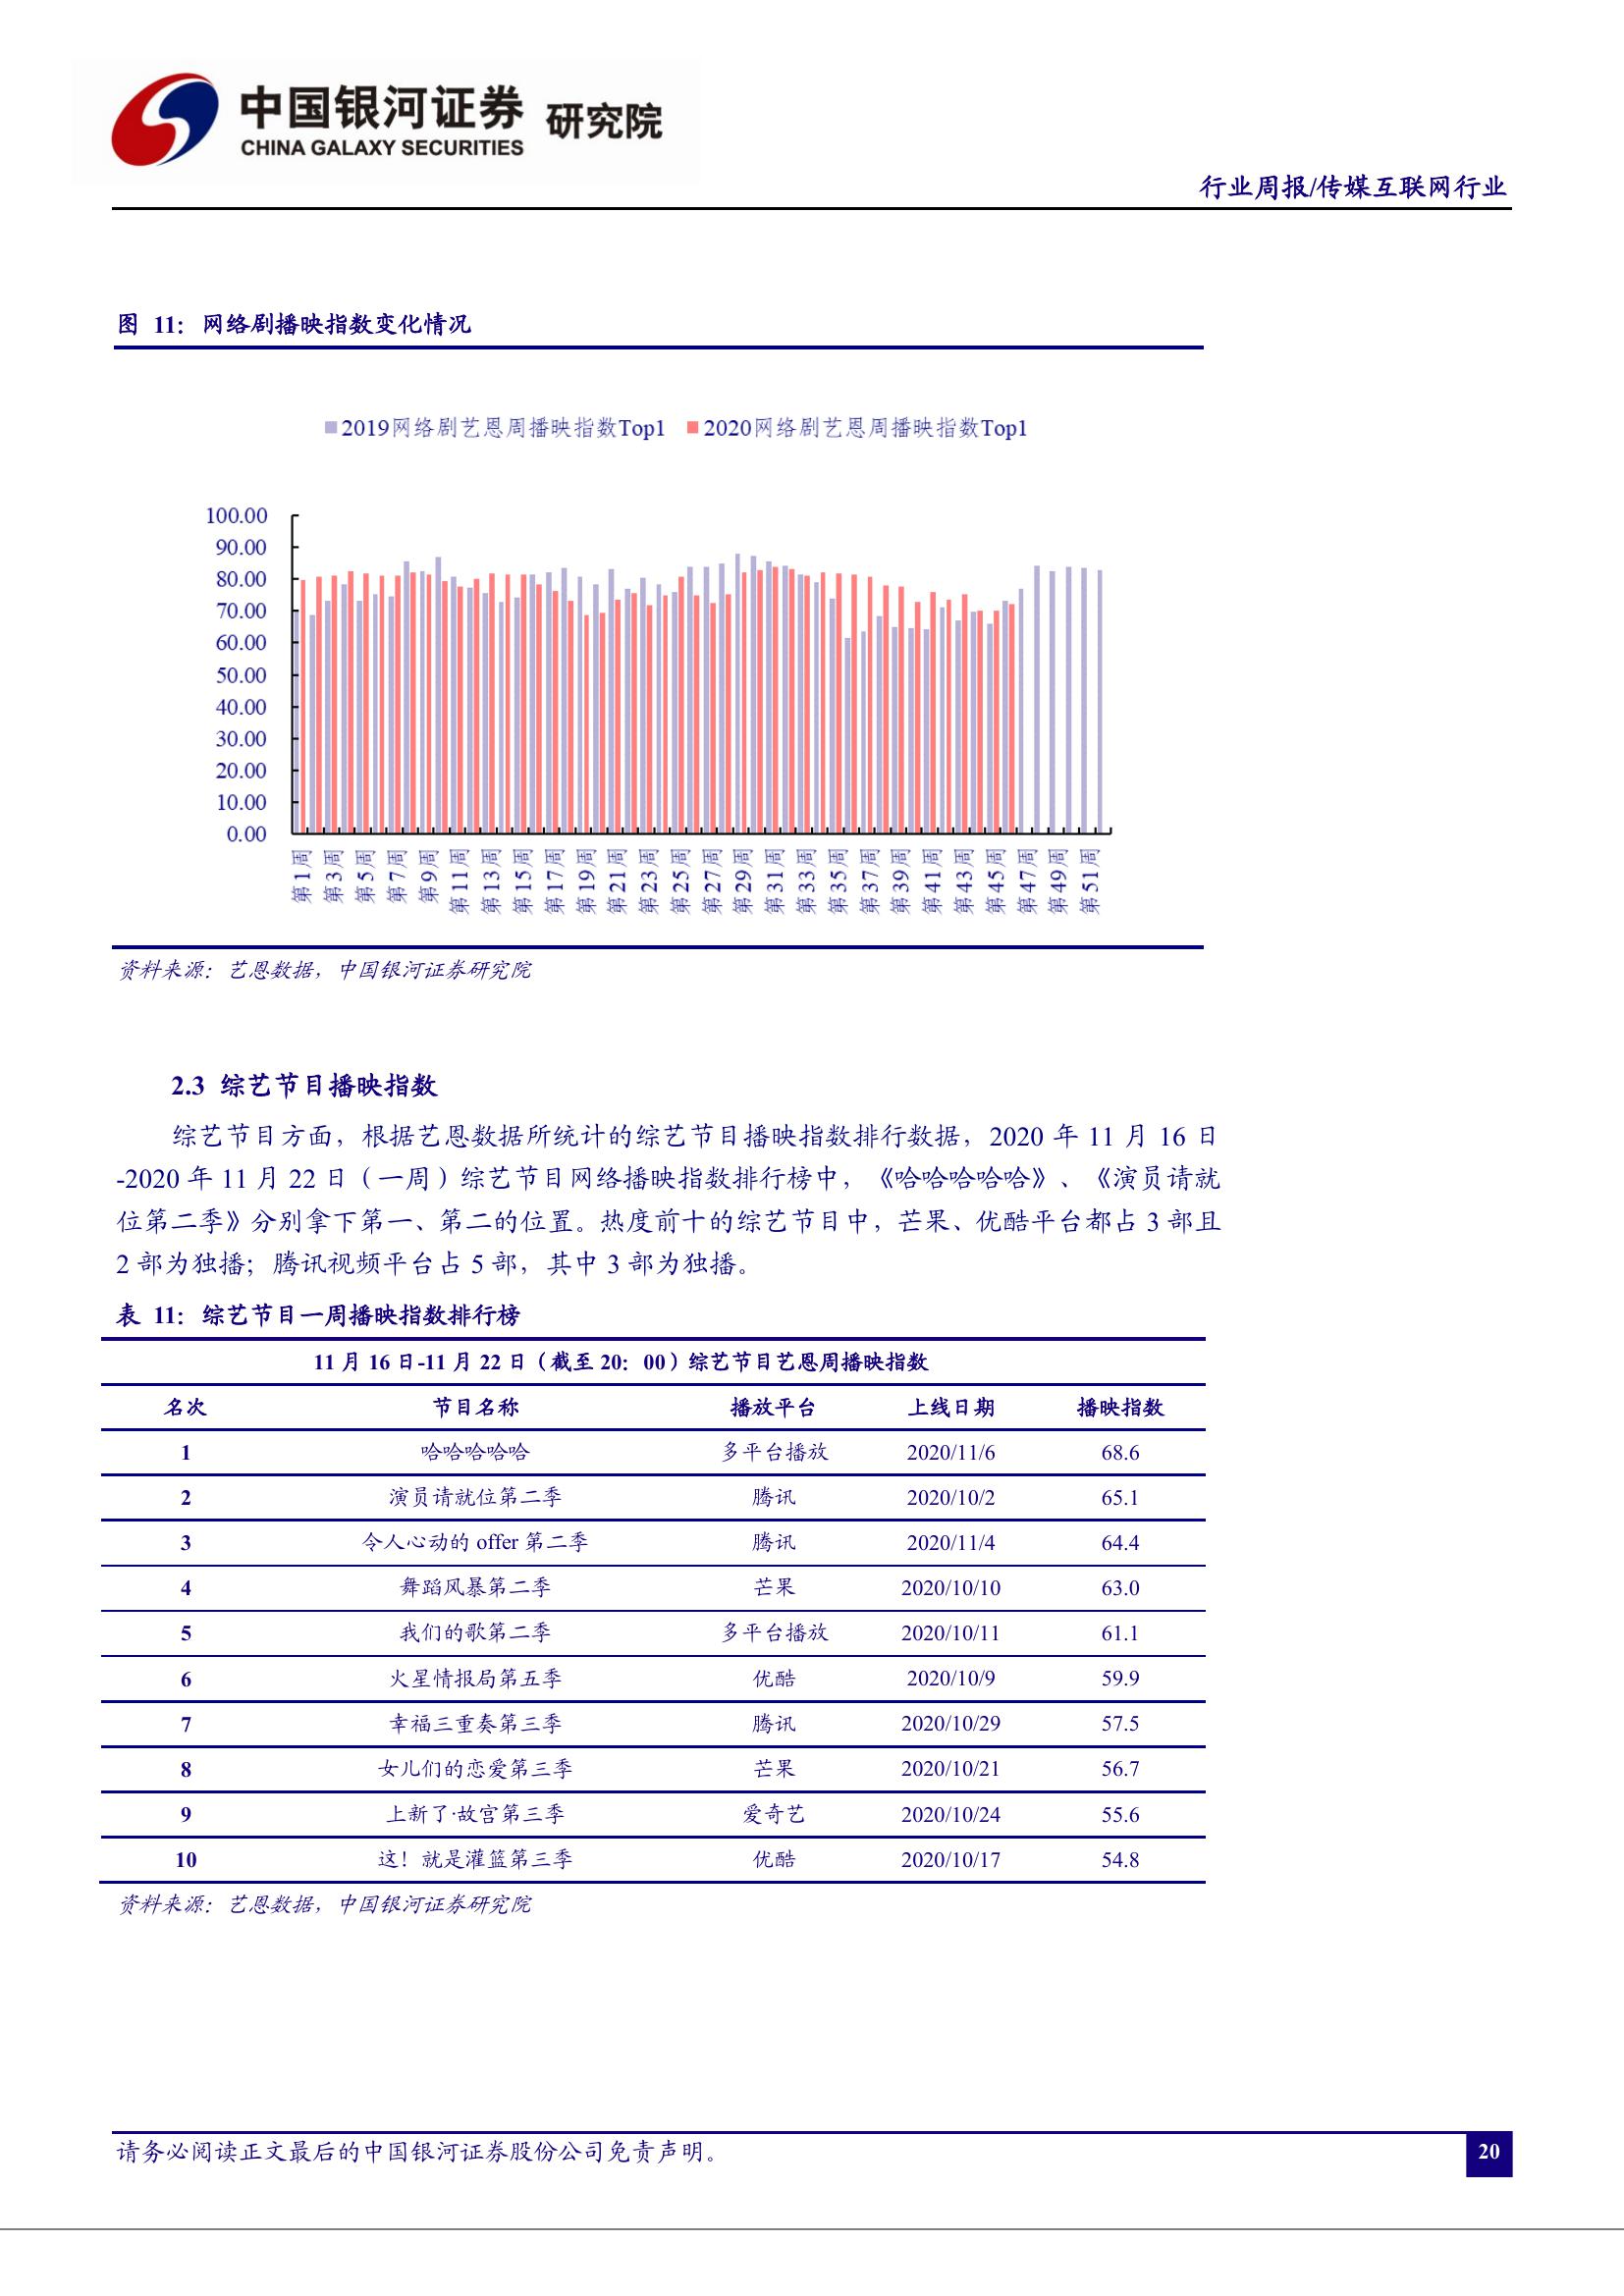 中国银河证券 研究院
CHINA GALAXY SECURITIES
行业周报/传媒互联网行业
图 11：网络剧播映指数变化情况
2019网络剧艺恩周播映指数Top1 2020网络剧艺恩周播映指数Top1
100.00
90.00
80.00
70.00
60.00
50.00
40.00
30.00
20.00
10.00
0.00
第1周 第3周 第5周 第7周 第9周 第11周 第13周 第15周 第17周 第19周 第21周 第23周 第25周 第27周 第29周 第31周 第33周 第35周 第37周 第39周 第41周 第43周 第45周 第47周 第49周 第51周
资料来源：艺恩数据，中国银河证券研究院
2.3 综艺节目播映指数
综艺节目方面，根据艺恩数据所统计的综艺节目播映指数排行数据，2020 年 11 月 16 日
-2020 年 11 月 22 日（一周）综艺节目网络播映指数排行榜中，《哈哈哈哈哈》、《演员请就
位第二季》分别拿下第一、第二的位置。热度前十的综艺节目中，芒果、优酷平台都占 3 部且
2 部为独播；腾讯视频平台占 5 部，其中 3 部为独播。
表 11：综艺节目一周播映指数排行榜
11 月 16 日-11 月 22 日（截至 20：00）综艺节目艺恩周播映指数
名次 节目名称 播放平台 上线日期 播映指数
1 哈哈哈哈哈 多平台播放 2020/11/6 68.6
2 演员请就位第二季 腾讯 2020/10/2 65.1
3 令人心动的 offer 第二季 腾讯 2020/11/4 64.4
4 舞蹈风暴第二季 芒果 2020/10/10 63.0
5 我们的歌第二季 多平台播放 2020/10/11 61.1
6 火星情报局第五季 优酷 2020/10/9 59.9
7 幸福三重奏第三季 腾讯 2020/10/29 57.5
8 女儿们的恋爱第三季 芒果 2020/10/21 56.7
9 上新了·故宫第三季 爱奇艺 2020/10/24 55.6
10 这！就是灌篮第三季 优酷 2020/10/17 54.8
资料来源：艺恩数据，中国银河证券研究院
请务必阅读正文最后的中国银河证券股份公司免责声明。
20